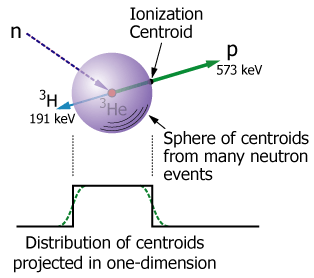 Ionization
Centroid
n
p
573 keV
³H
191 keV
³He
Sphere of centroids
from many neutron
events
Distribution of centroids
projected in one-dimension